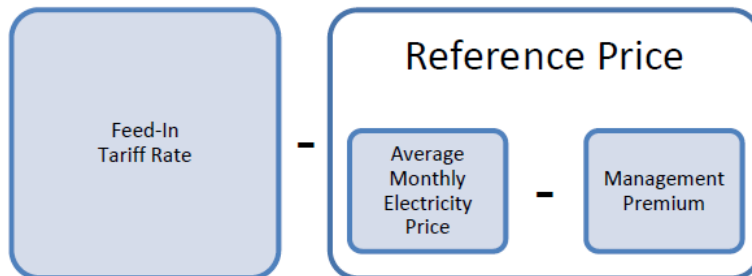 Feed-In
Tariff Rate
-
Reference Price
Average
Monthly
Electricity
Price
-
Management
Premium